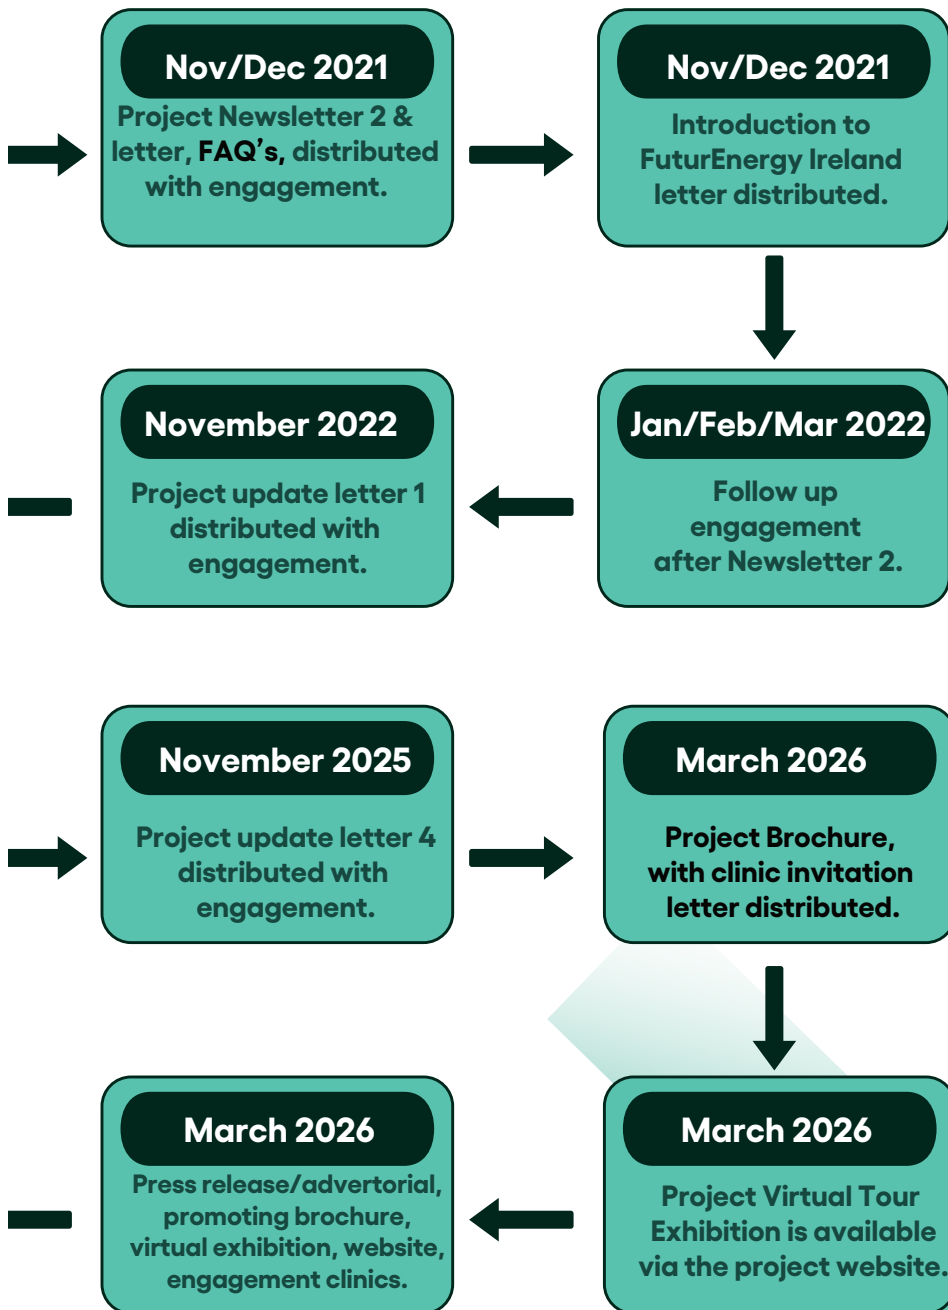 Nov/Dec 2021
Project Newsletter 2 &
letter, FAQ’s, distributed
with engagement.
Nov/Dec 2021
Introduction to
FuturEnergy Ireland
letter distributed.
November 2022
Project update letter 1
distributed with
engagement.
Jan/Feb/Mar 2022
Follow up
engagement
after Newsletter 2.
November 2025
Project update letter 4
distributed with
engagement.
March 2026
Project Brochure,
with clinic invitation
letter distributed.
March 2026
Press release/advertorial,
promoting brochure,
virtual exhibition, website,
engagement clinics.
March 2026
Project Virtual Tour
Exhibition is available
via the project website.